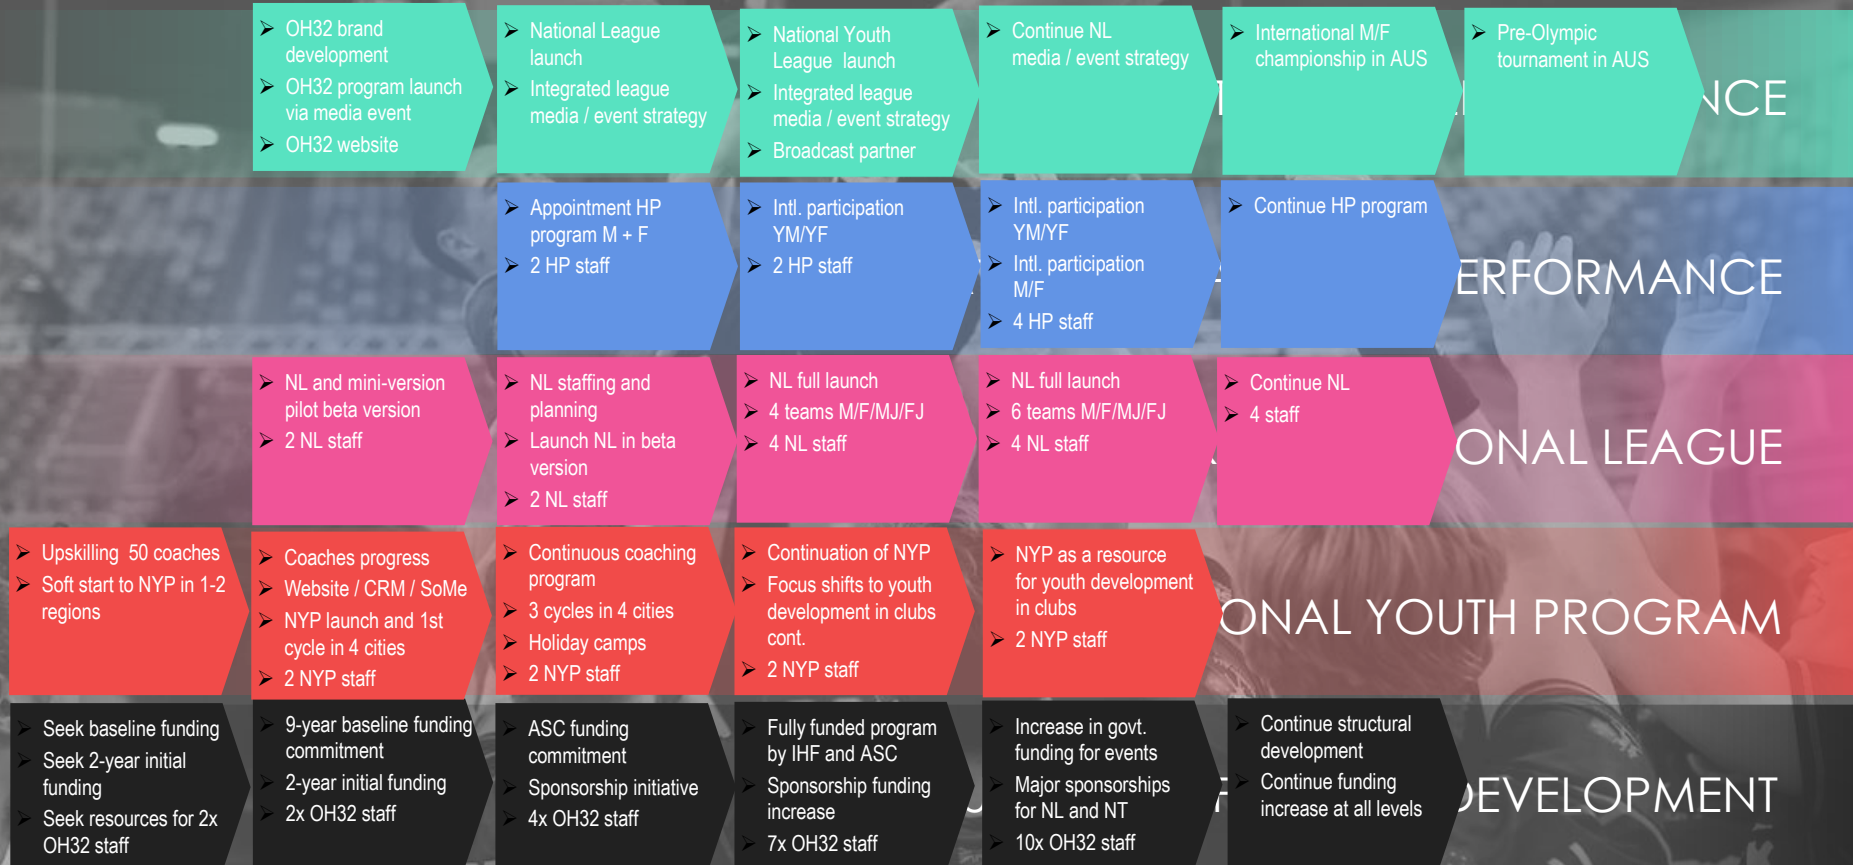 OH32 brand
development
OH32 program launch
via media event
OH32 website
National League
launch
Integrated league
media / event strategy
National Youth
League launch
Integrated league
media / event strategy
Broadcast partner
Continue NL
media / event strategy
International M/F
championship in AUS
Pre-Olympic
tournament in AUS
NCE
Appointment HP
program M + F
2 HP staff
Intl. participation
YM/YF
2 HP staff
Intl. participation
YM/YF
Intl. participation
M/F
4 HP staff
Continue HP program
ERFORMANCE
NL and mini-version
pilot beta version
2 NL staff
NL staffing and
planning
Launch NL in beta
version
2 NL staff
NL full launch
4 teams M/F/MJ/FJ
4 NL staff
NL full launch
6 teams M/F/MJ/FJ
4 NL staff
Continue NL
4 staff
ONAL LEAGUE
Upskilling 50 coaches
Soft start to NYP in 1-2
regions
Coaches progress
Website / CRM / SoMe
NYP launch and 1st
cycle in 4 cities
2 NYP staff
Continuous coaching
program
3 cycles in 4 cities
Holiday camps
2 NYP staff
Continuation of NYP
Focus shifts to youth
development in clubs
cont.
2 NYP staff
NYP as a resource
for youth development
in clubs
2 NYP staff
ONAL YOUTH PROGRAM
Seek baseline funding
Seek 2-year initial
funding
Seek resources for 2x
OH32 staff
9-year baseline funding
commitment
2-year initial funding
2x OH32 staff
ASC funding
commitment
Sponsorship initiative
4x OH32 staff
Fully funded program
by IHF and ASC
Sponsorship funding
increase
7x OH32 staff
Increase in govt.
funding for events
Major sponsorships
for NL and NT
10x OH32 staff
Continue structural
development
Continue funding
increase at all levels
DEVELOPMENT